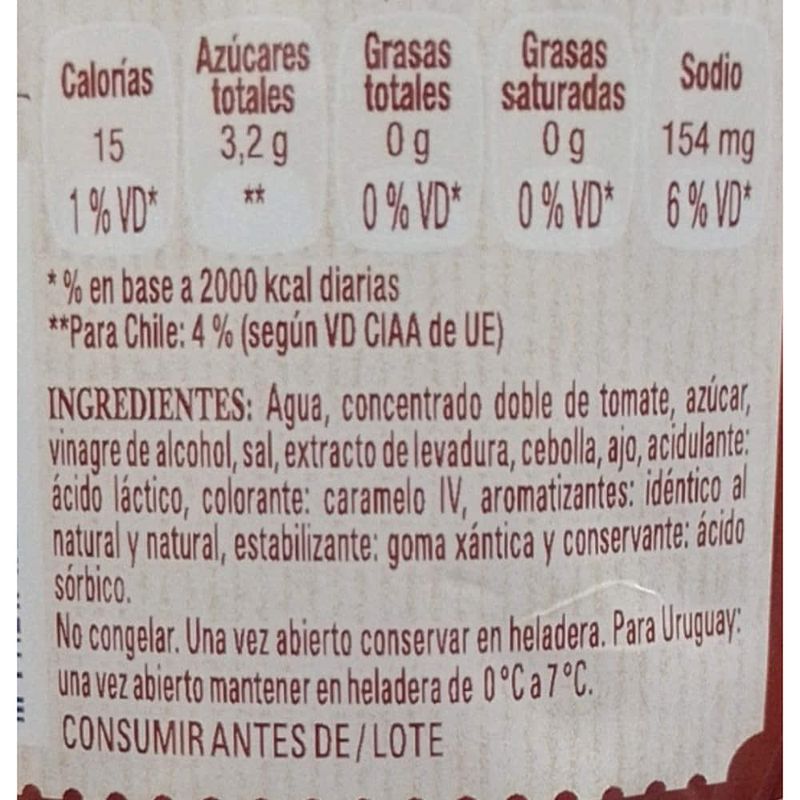 Calorías
15
1 % VD*
Azúcares
totales
3,2 g
**
Grasas
totales
0 g
0 % VD*
Grasas
saturadas
0 g
0 % VD*
Sodio
154 mg
6 % VD*
* % en base a 2000 kcal diarias
**Para Chile: 4 % (según VD CIAA de UE)
INGREDIENTES: Agua, concentrado doble de tomate, azúcar,
vinagre de alcohol, sal, extracto de levadura, cebolla, ajo, acidulante:
ácido láctico, colorante: caramelo IV, aromatizantes: idéntico al
natural y natural, estabilizante: goma xántica y conservante: ácido
sórbico.
No congelar. Una vez abierto conservar en heladera. Para Uruguay:
una vez abierto mantener en heladera de 0°C a 7°C.
CONSUMIR ANTES DE / LOTE